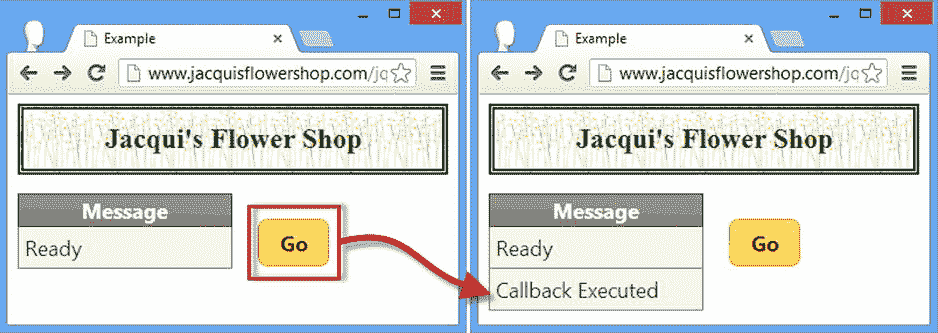 Example
www.jacquisflowershop.com/jq
Jacqui's Flower Shop
Message
Ready
Go
Example
www.jacquisflowershop.com/jq
Jacqui's Flower Shop
Message
Ready
Go
Callback Executed